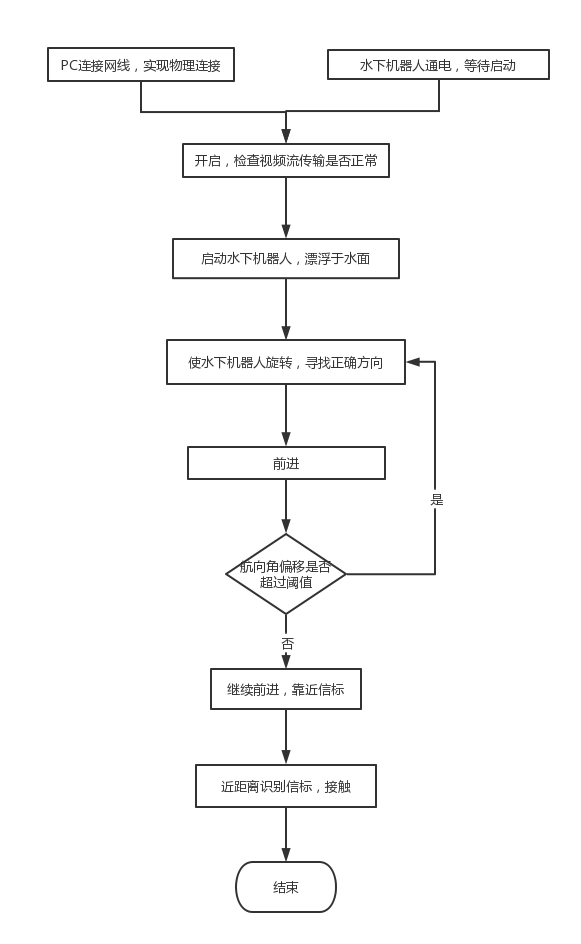 PC连接网线，实现物理连接
水下机器人通电，等待启动
开启，检查视频流传输是否正常
启动水下机器人，漂浮于水面
使水下机器人旋转，寻找正确方向
前进
是
航向角偏移是否
超过阈值
否
继续前进，靠近信标
近距离识别信标，接触
结束